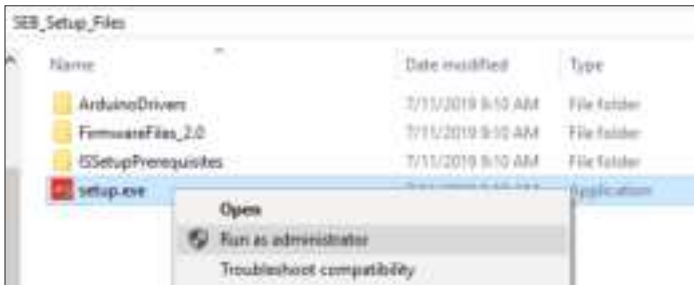 SEB_Setup_Files
Name Date modified Type
ArduinoDrivers 7/11/2019 9:10 AM File folder
FirmwareFiles_2.0 7/11/2019 9:10 AM File folder
ISSetupPrerequisites 7/11/2019 9:10 AM File folder
setup.exe Application
Open
Run as administrator
Troubleshoot compatibility